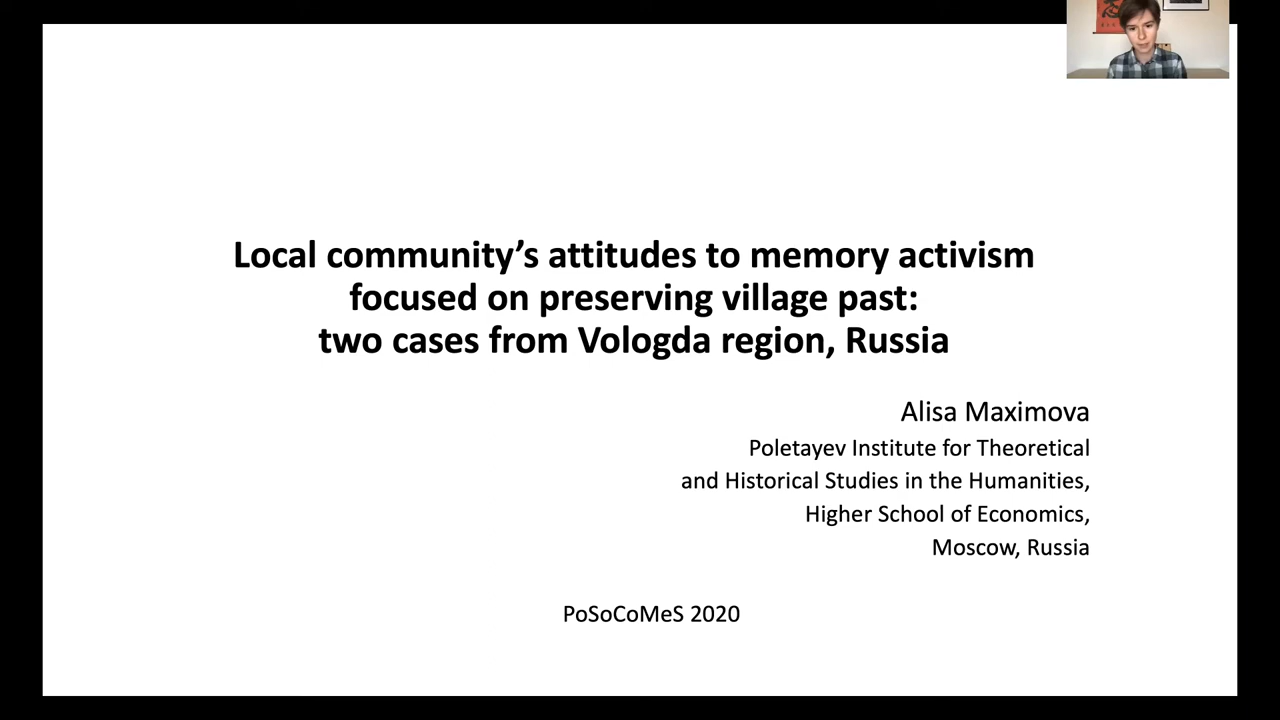 Local community’s attitudes to memory activism
focused on preserving village past:
two cases from Vologda region, Russia
Alisa Maximova
Poletayev Institute for Theoretical
and Historical Studies in the Humanities,
Higher School of Economics,
Moscow, Russia
PoSoCoMeS 2020